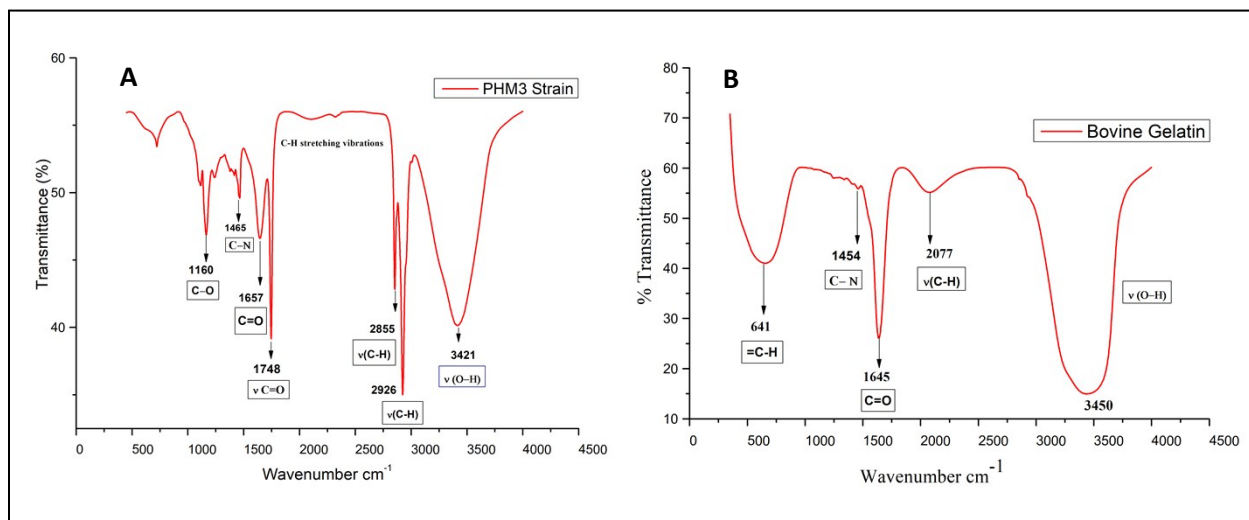 A
PHM3 Strain
60
50
40
Transmittance (%)
C-H stretching vibrations
1465
C–N
1160
C–O
1657
C=O
1748
ν C=O
2855
ν(C-H)
2926
ν(C-H)
3421
ν (O–H)
0 500 1000 1500 2000 2500 3000 3500 4000 4500
Wavenumber cm-1
B
Bovine Gelatin
80
70
60
50
40
30
20
10
% Transmittance
1454
C– N
2077
ν(C-H)
ν (O–H)
641
=C-H
1645
C=O
3450
0 500 1000 1500 2000 2500 3000 3500 4000 4500
Wavenumber cm-1